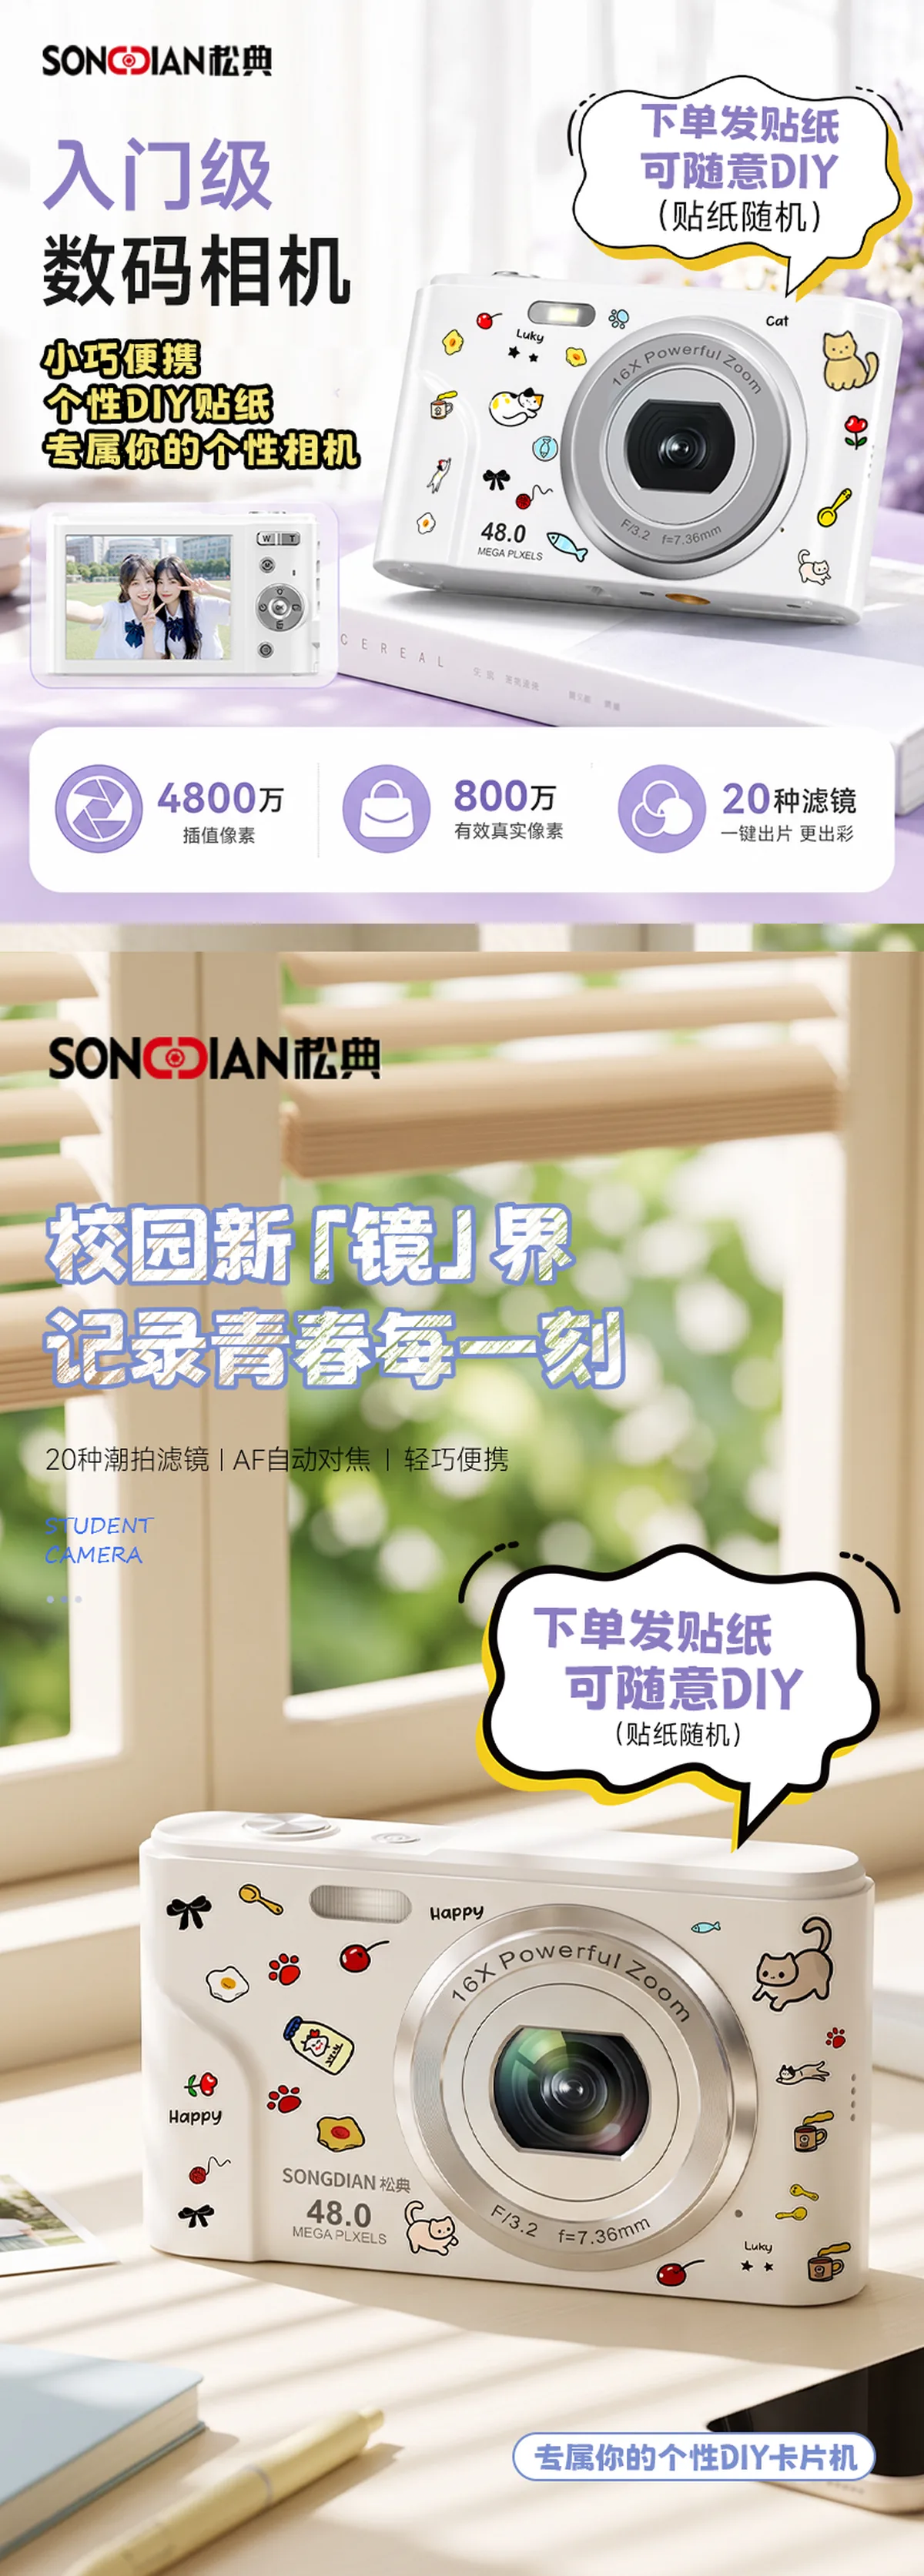 SONGDIAN松典
入门级
数码相机
小巧便携
个性DIY贴纸
专属你的个性相机
下单发贴纸
可随意DIY
(贴纸随机)
Cat
Luky
16X Powerful Zoom
48.0
MEGA PLXELS
F/3.2 f=7.36mm
W T
CEREAL
4800万
插值像素
800万
有效真实像素
20种滤镜
一键出片 更出彩
SONGDIAN松典
校园新「镜」界
记录青春每一刻
20种潮拍滤镜 | AF自动对焦 | 轻巧便携
STUDENT
CAMERA
下单发贴纸
可随意DIY
(贴纸随机)
Happy
16X Powerful Zoom
Happy
SONGDIAN 松典
48.0
MEGA PLXELS
F/3.2 f=7.36mm
Luky
专属你的个性DIY卡片机